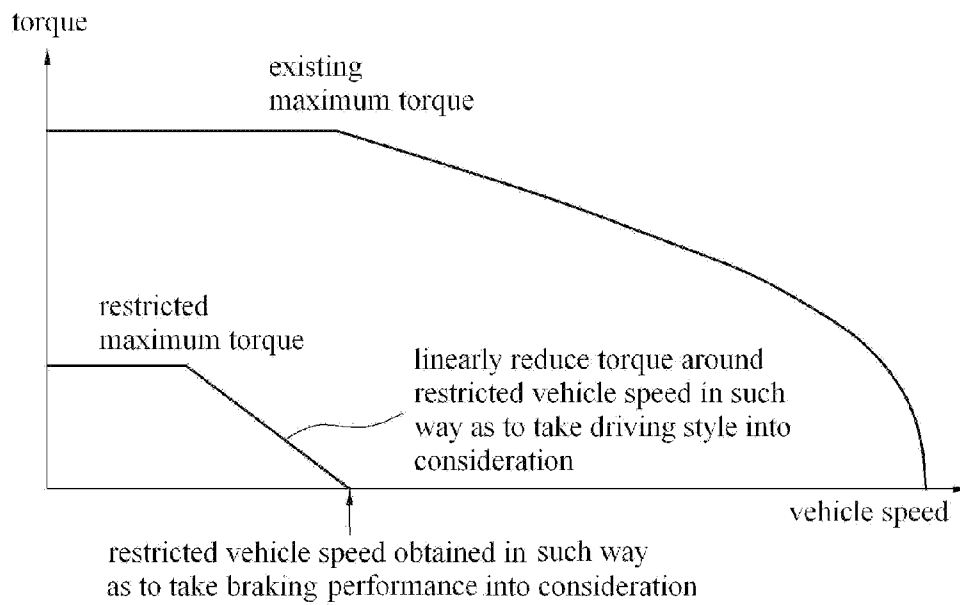 torque
existing
maximum torque
restricted
maximum torque
linearly reduce torque around
restricted vehicle speed in such
way as to take driving style into
consideration
vehicle speed
restricted vehicle speed obtained in such way
as to take braking performance into consideration